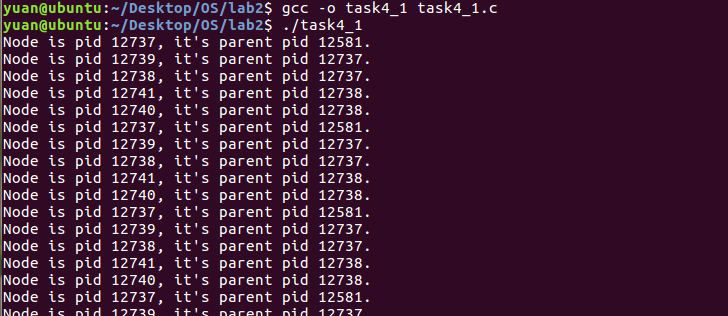 yuan@ubuntu:~/Desktop/OS/lab2$ gcc -o task4_1 task4_1.c
yuan@ubuntu:~/Desktop/OS/lab2$ ./task4_1
Node is pid 12737, it's parent pid 12581.
Node is pid 12739, it's parent pid 12737.
Node is pid 12738, it's parent pid 12737.
Node is pid 12741, it's parent pid 12738.
Node is pid 12740, it's parent pid 12738.
Node is pid 12737, it's parent pid 12581.
Node is pid 12739, it's parent pid 12737.
Node is pid 12738, it's parent pid 12737.
Node is pid 12741, it's parent pid 12738.
Node is pid 12740, it's parent pid 12738.
Node is pid 12737, it's parent pid 12581.
Node is pid 12739, it's parent pid 12737.
Node is pid 12738, it's parent pid 12737.
Node is pid 12741, it's parent pid 12738.
Node is pid 12740, it's parent pid 12738.
Node is pid 12737, it's parent pid 12581.
Node is pid 12739, it's parent pid 12737.